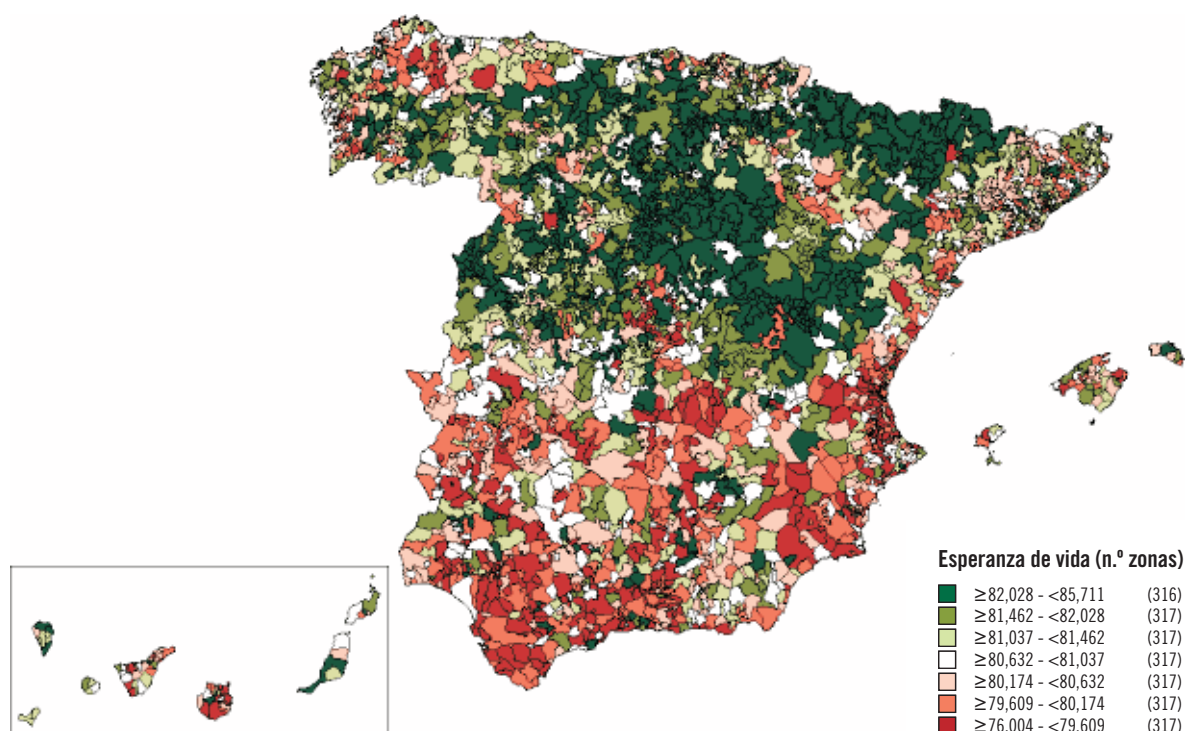 Esperanza de vida (n.º zonas)
≥82,028 - <85,711 (316)
≥81,462 - <82,028 (317)
≥81,037 - <81,462 (317)
≥80,632 - <81,037 (317)
≥80,174 - <80,632 (317)
≥79,609 - <80,174 (317)
≥76,004 - <79,609 (317)